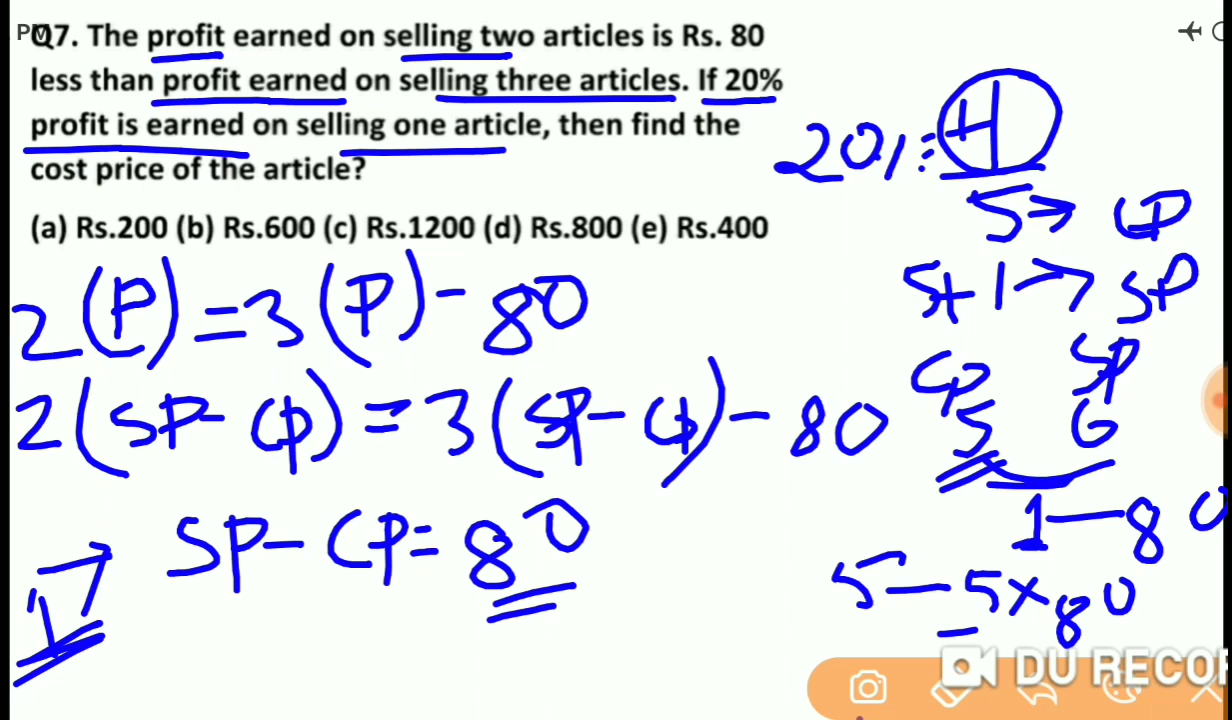 PM
Q7. The profit earned on selling two articles is Rs. 80
less than profit earned on selling three articles. If 20%
profit is earned on selling one article, then find the
cost price of the article?
(a) Rs.200 (b) Rs.600 (c) Rs.1200 (d) Rs.800 (e) Rs.400
2(P) = 3(P) - 80
2(SP - CP) = 3(SP - CP) - 80
SP - CP = 80
5 → CP
5+1 → SP
CP SP
5 6
1 — 80
5 — 5×80
DU RECOR